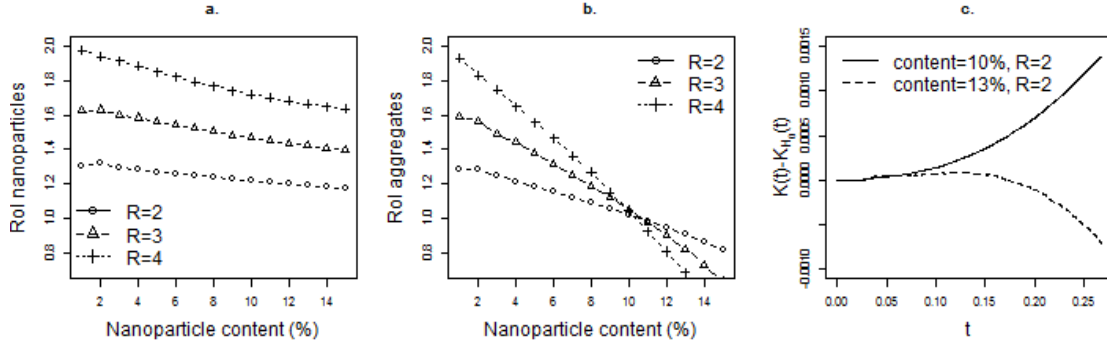 a.
RoI nanoparticles
2.0
1.8
1.6
1.4
1.2
1.0
0.8
R=2
R=3
R=4
2 4 6 8 10 12 14
Nanoparticle content (%)
b.
RoI aggregates
2.0
1.8
1.6
1.4
1.2
1.0
0.8
R=2
R=3
R=4
2 4 6 8 10 12 14
Nanoparticle content (%)
c.
K(t)-K_{H_0}(t)
0.0015
0.0010
0.0005
0.0000
-0.0010
content=10%, R=2
content=13%, R=2
0.00 0.05 0.10 0.15 0.20 0.25
t